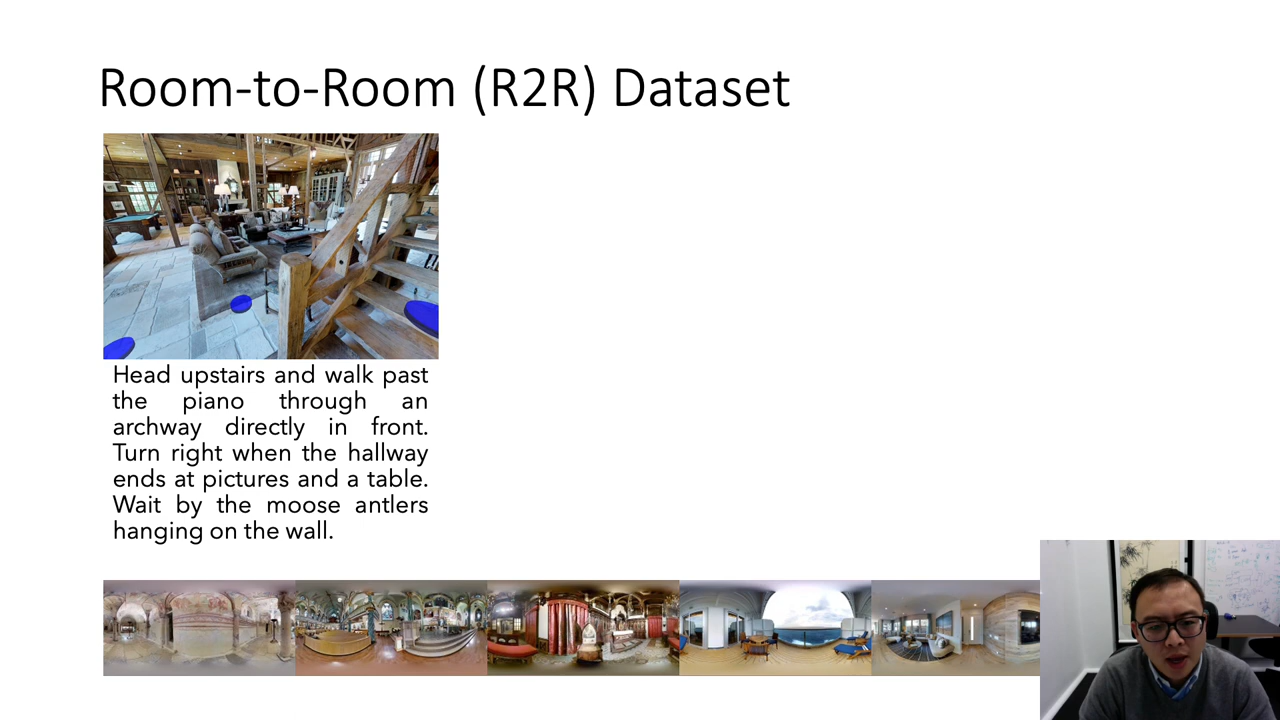 Room-to-Room (R2R) Dataset
Head upstairs and walk past
the piano through an
archway directly in front.
Turn right when the hallway
ends at pictures and a table.
Wait by the moose antlers
hanging on the wall.